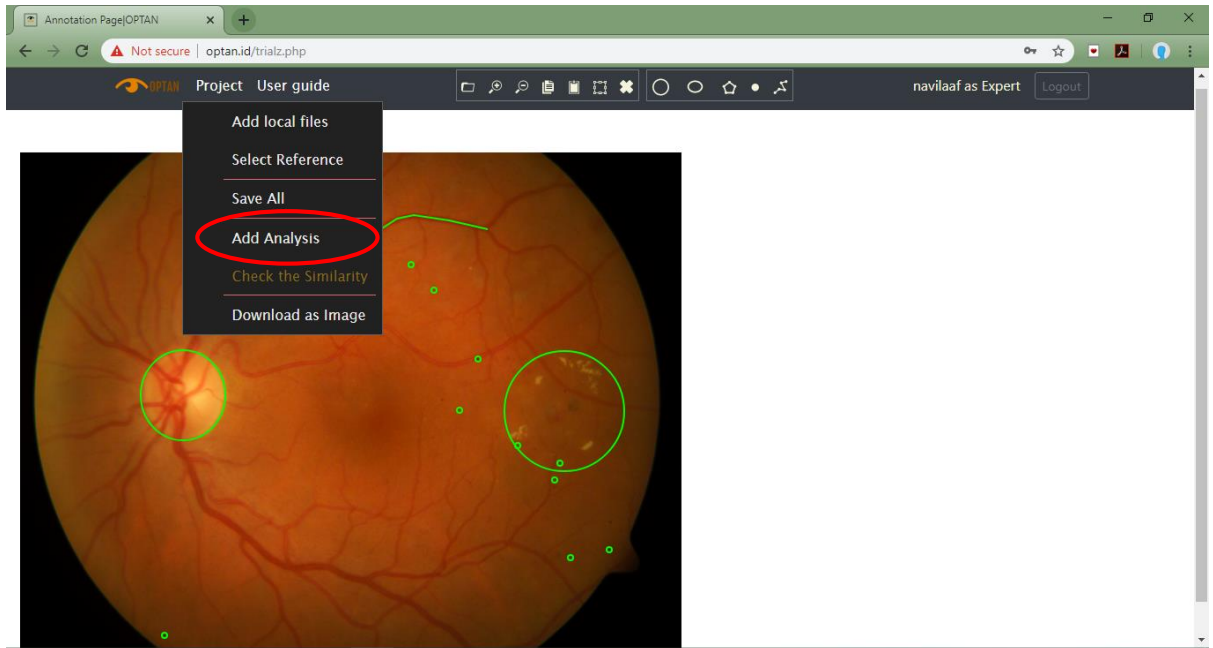 Annotation Page|OPTAN
Not secure | optan.id/trialz.php
OPTAN Project User guide navilaaf as Expert Logout
Add local files
Select Reference
Save All
Add Analysis
Check the Similarity
Download as Image